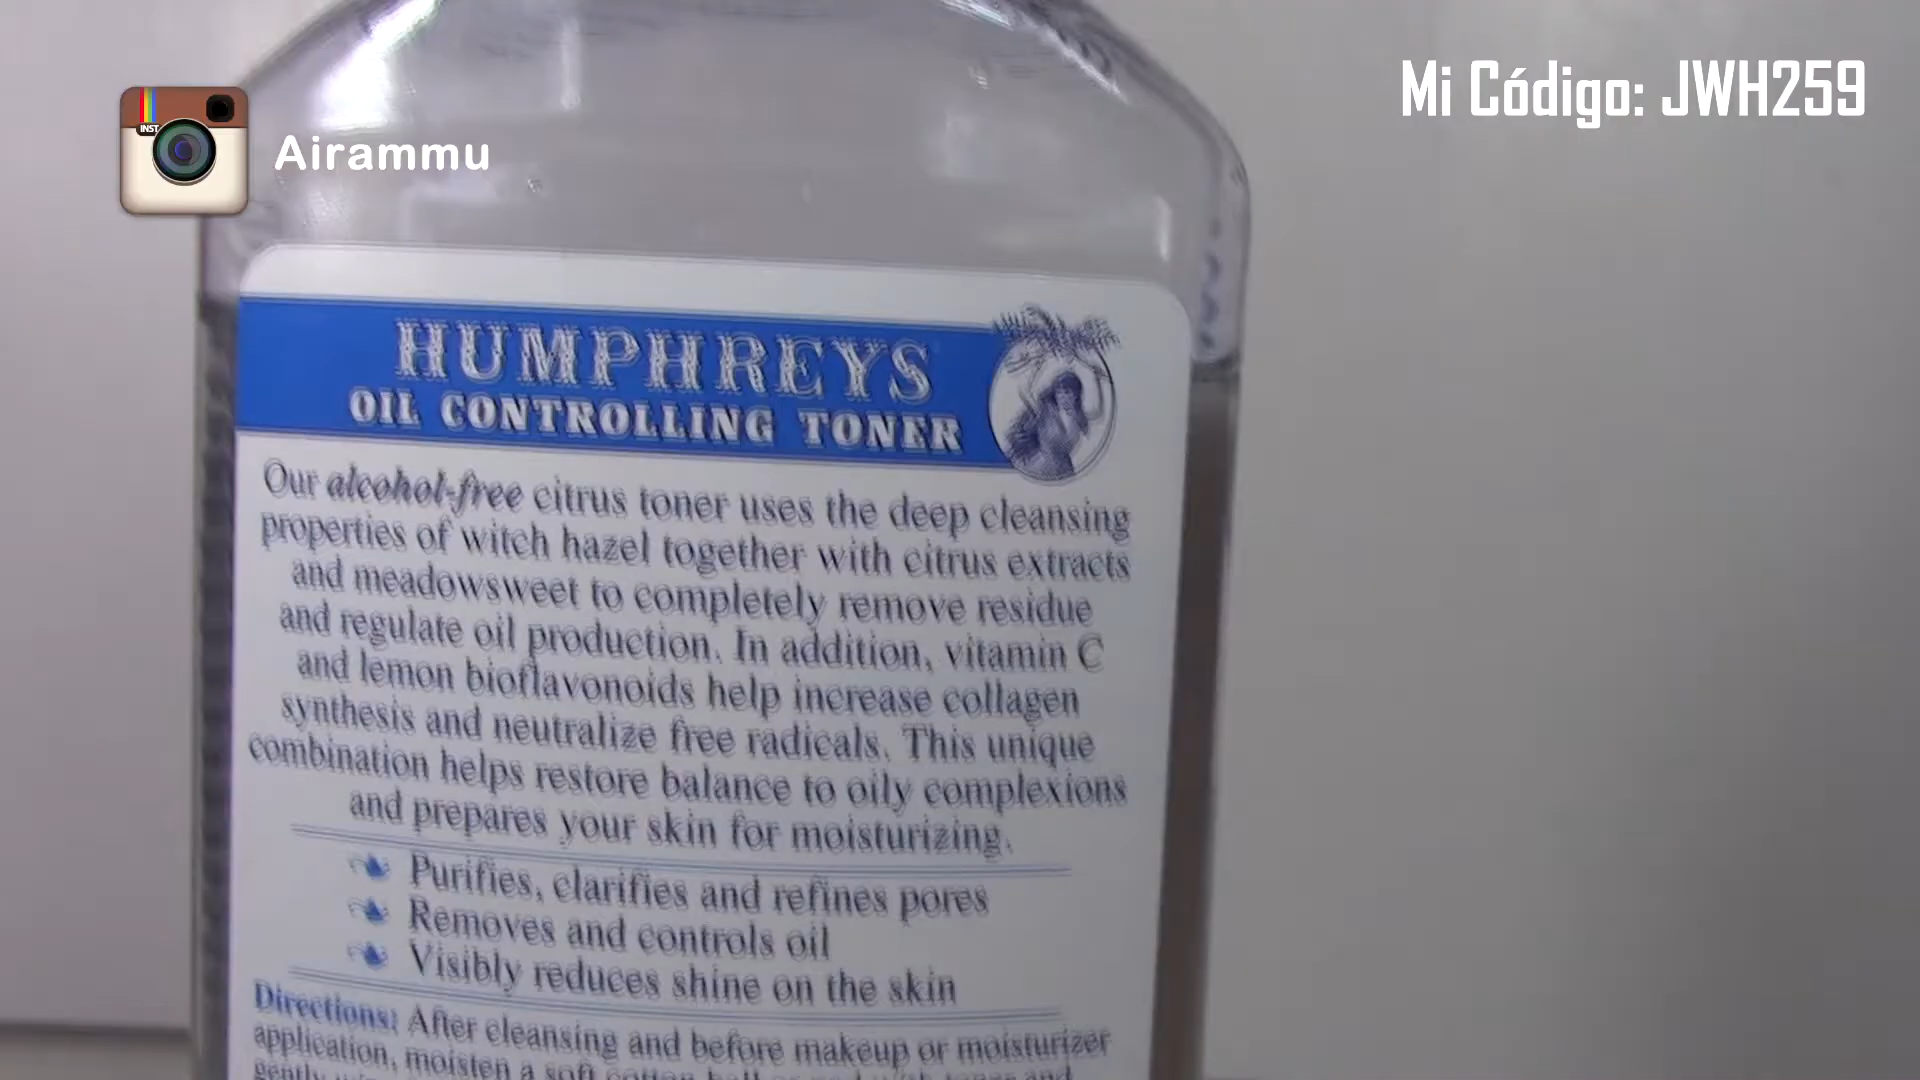 Mi Código: JWH259
INST
Airammu
HUMPHREYS
OIL CONTROLLING TONER
Our alcohol-free citrus toner uses the deep cleansing
properties of witch hazel together with citrus extracts
and meadowsweet to completely remove residue
and regulate oil production. In addition, vitamin C
and lemon bioflavonoids help increase collagen
synthesis and neutralize free radicals. This unique
combination helps restore balance to oily complexions
and prepares your skin for moisturizing.
Purifies, clarifies and refines pores
Removes and controls oil
Visibly reduces shine on the skin
Directions: After cleansing and before makeup or moisturizer
application, moisten a soft cotton